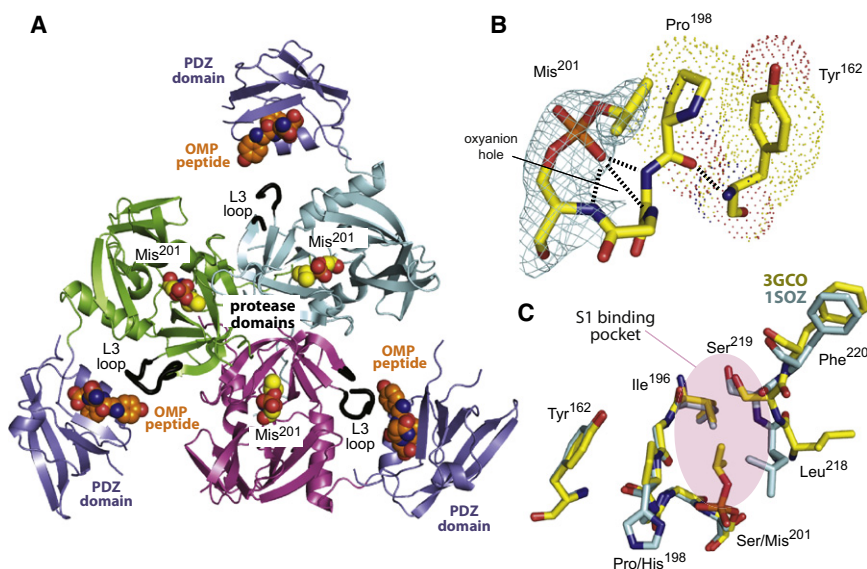 A
PDZ
domain
OMP
peptide
L3
loop
Mis201
Mis201
protease
domains
L3
loop
OMP
peptide
OMP
peptide
Mis201
L3
loop
PDZ
domain
PDZ
domain
B
Pro198
Mis201
Tyr162
oxyanion
hole
C
3GCO
1SOZ
S1 binding
pocket
Ser219
Phe220
Ile196
Tyr162
Leu218
Ser/Mis201
Pro/His198